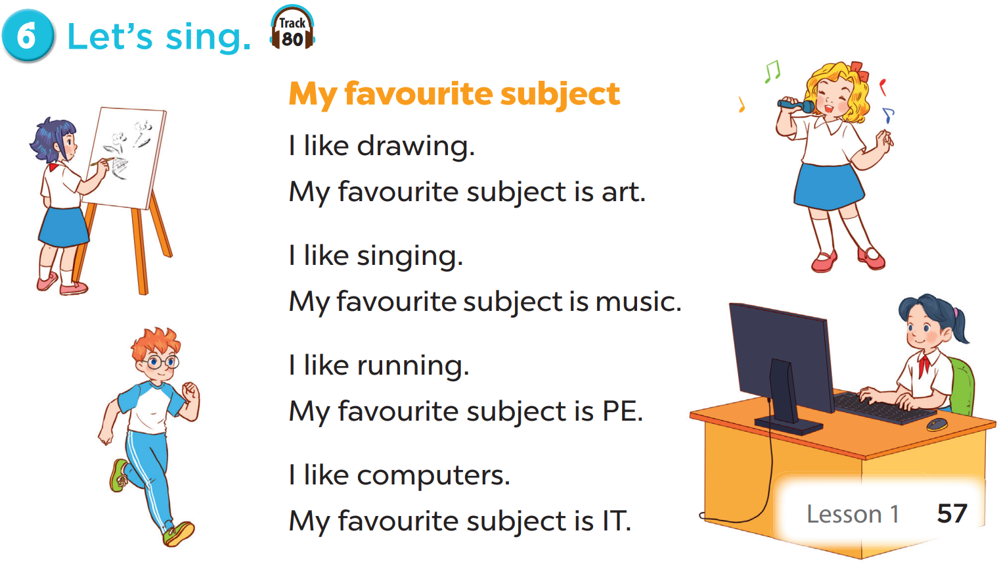 6 Let's sing. Track 80
My favourite subject
I like drawing.
My favourite subject is art.
I like singing.
My favourite subject is music.
I like running.
My favourite subject is PE.
I like computers.
My favourite subject is IT.
Lesson 1 57